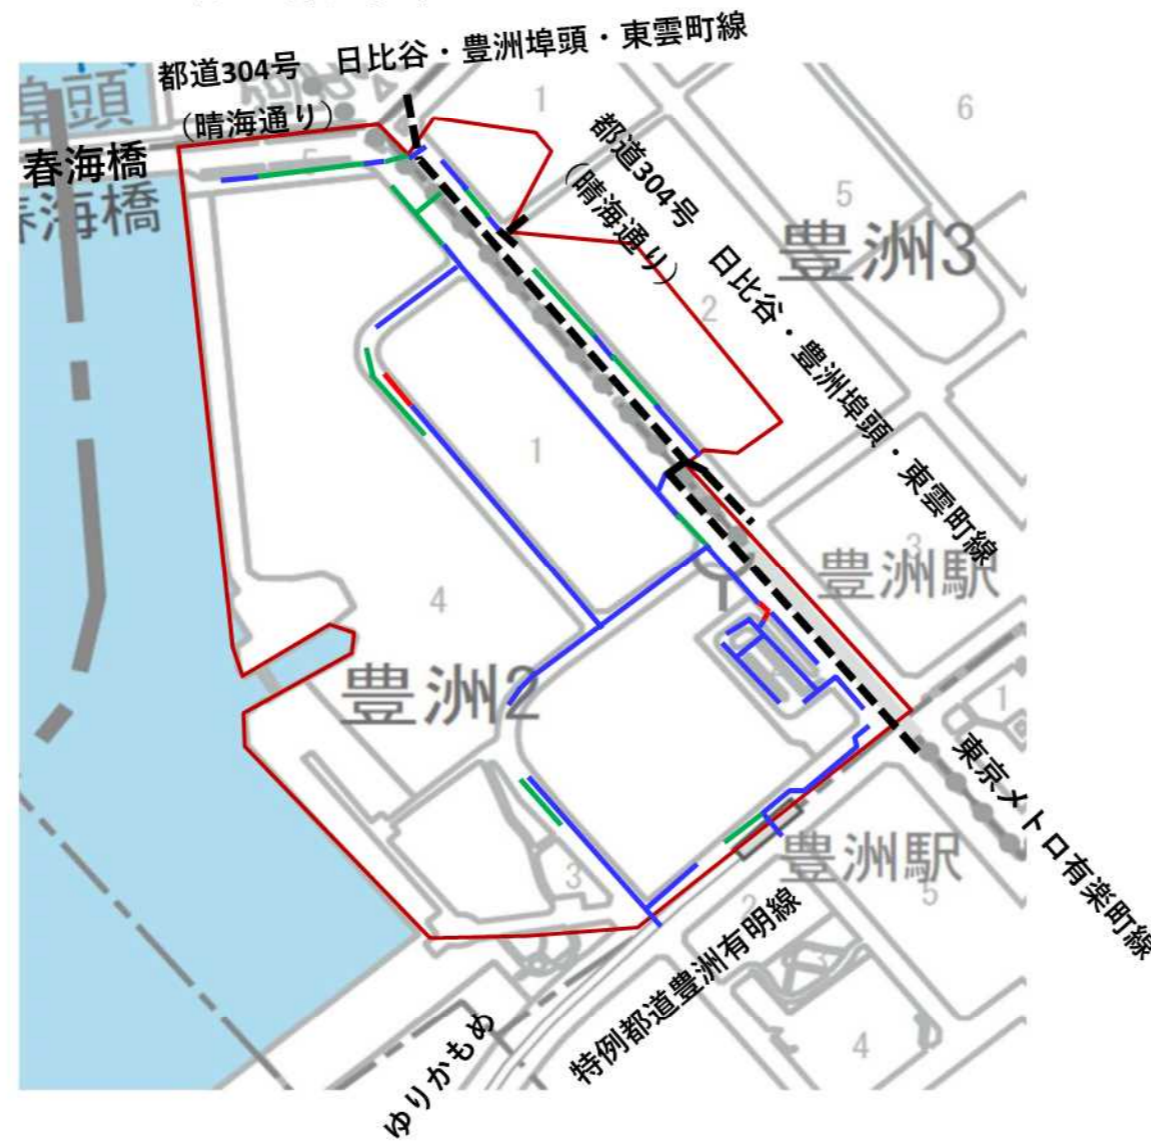 都道304号　日比谷・豊洲埠頭・東雲町線
（晴海通り）
埠頭
春海橋
春海橋
都道304号　日比谷・豊洲埠頭・東雲町線
（晴海通り）
1
6
5
5
豊洲3
2
1
3
豊洲駅
4
豊洲2
1
東京メトロ有楽町線
豊洲駅
3
2
5
特例都道豊洲有明線
4
ゆりかもめ